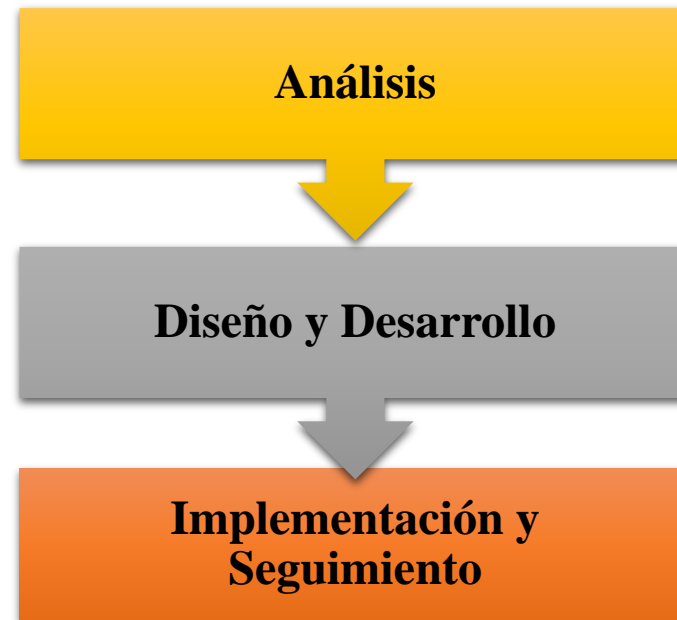 Análisis
Diseño y Desarrollo
Implementación y
Seguimiento